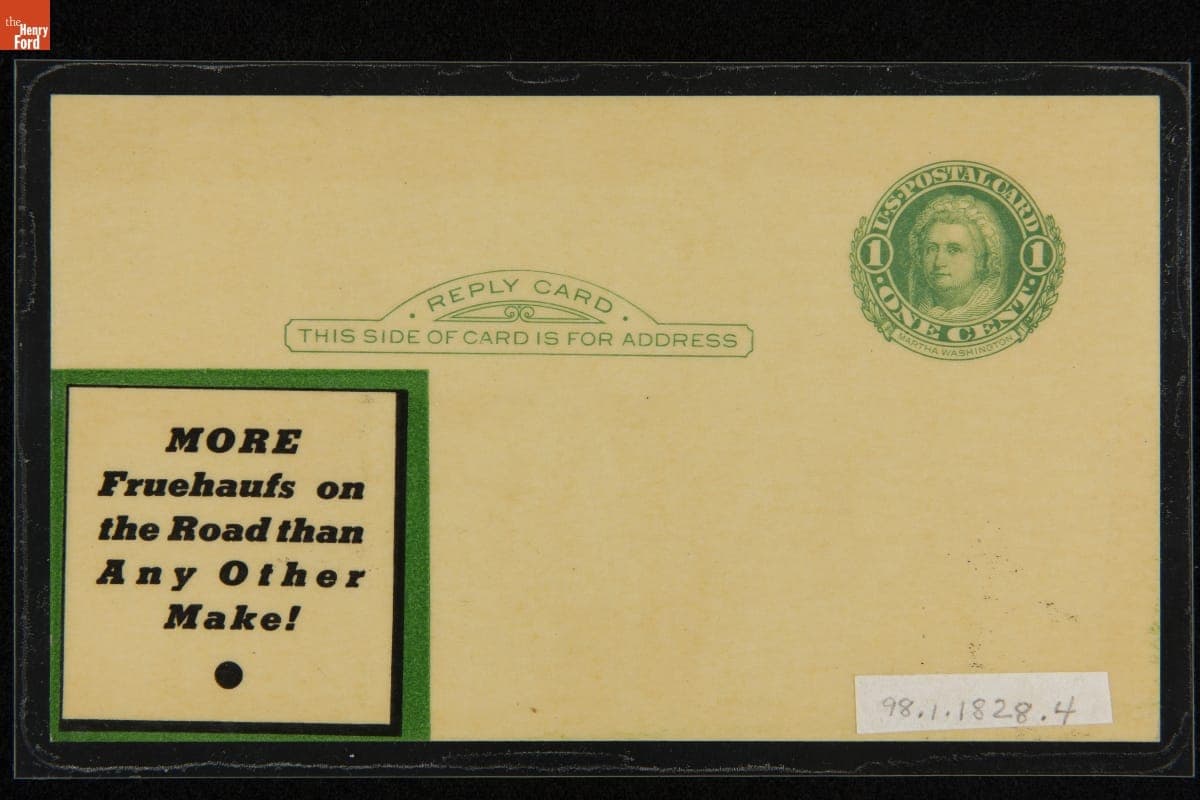 the
Henry
Ford
U.S. POSTAL CARD
1 1
· ONE CENT ·
MARTHA WASHINGTON
· REPLY CARD ·
THIS SIDE OF CARD IS FOR ADDRESS
MORE
Fruehaufs on
the Road than
Any Other
Make!
98.1.1828.4